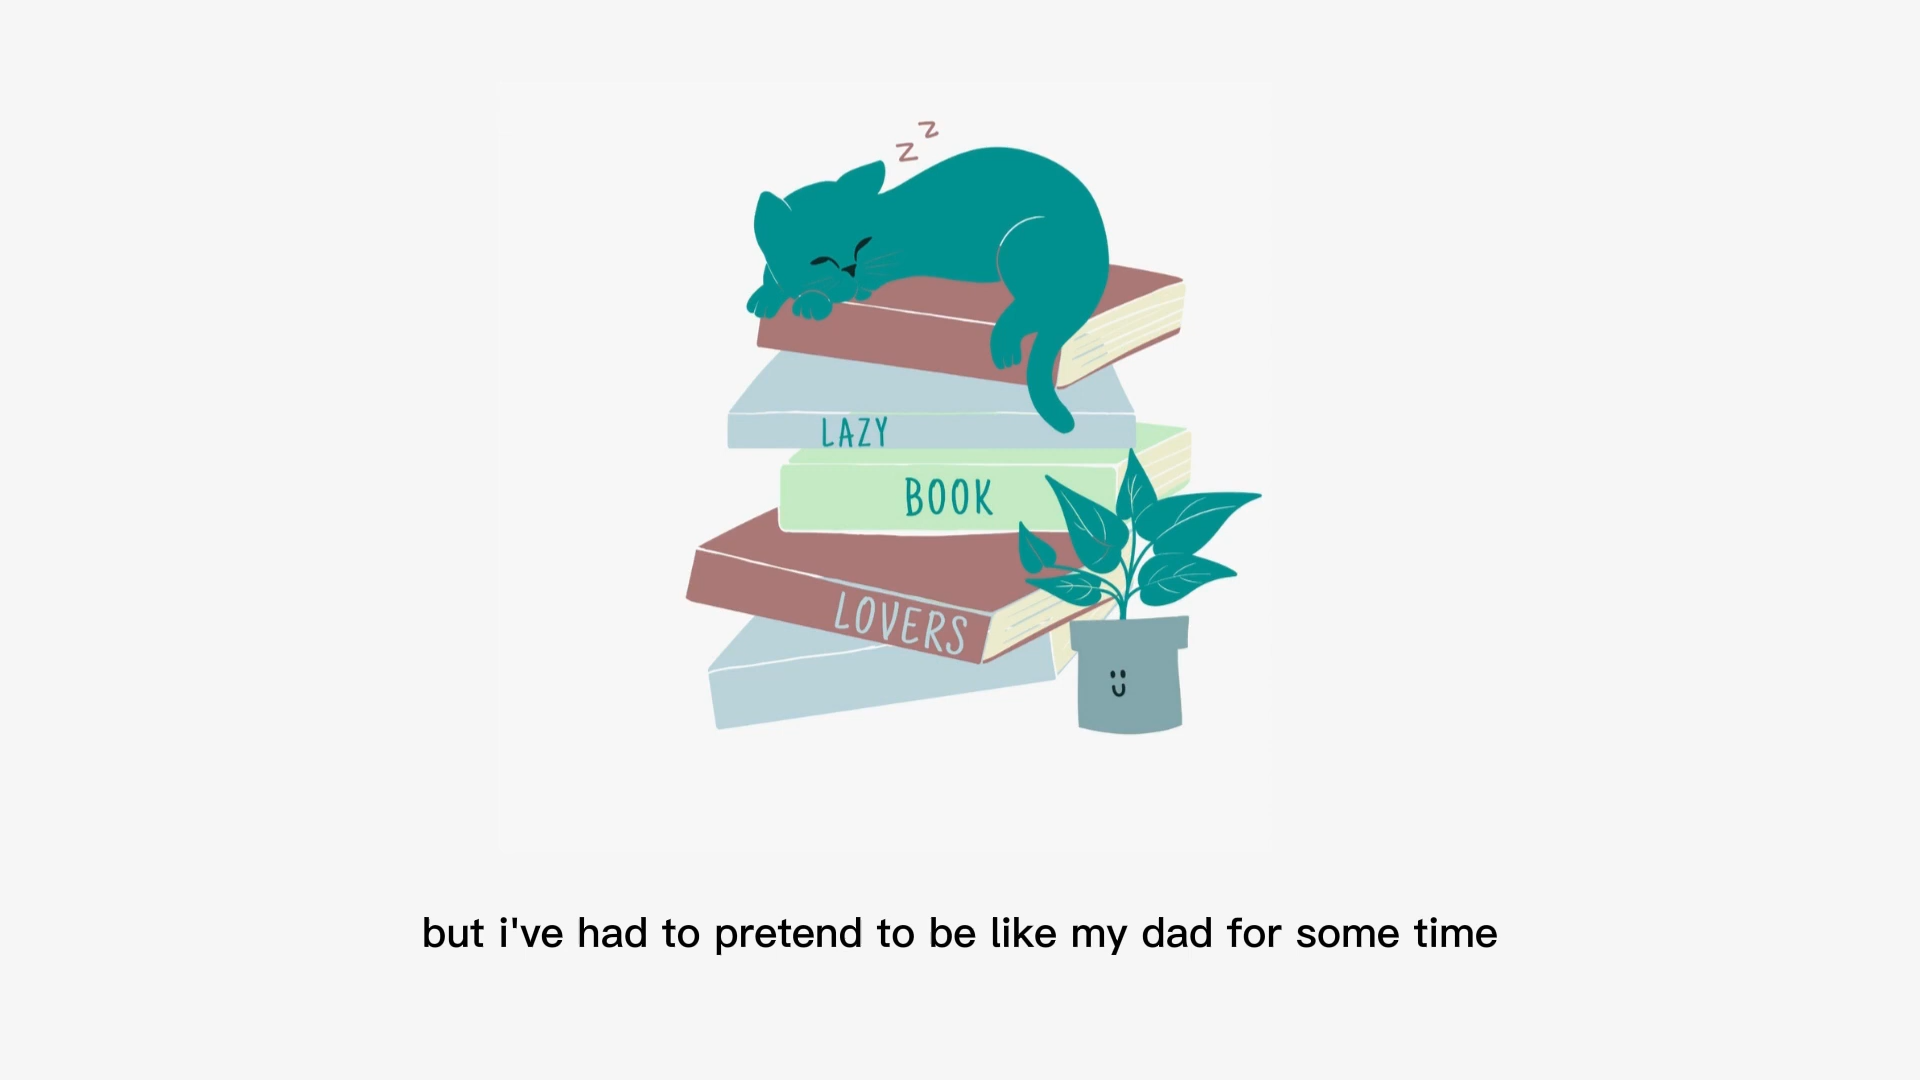 z
z
LAZY
BOOK
LOVERS
but i've had to pretend to be like my dad for some time